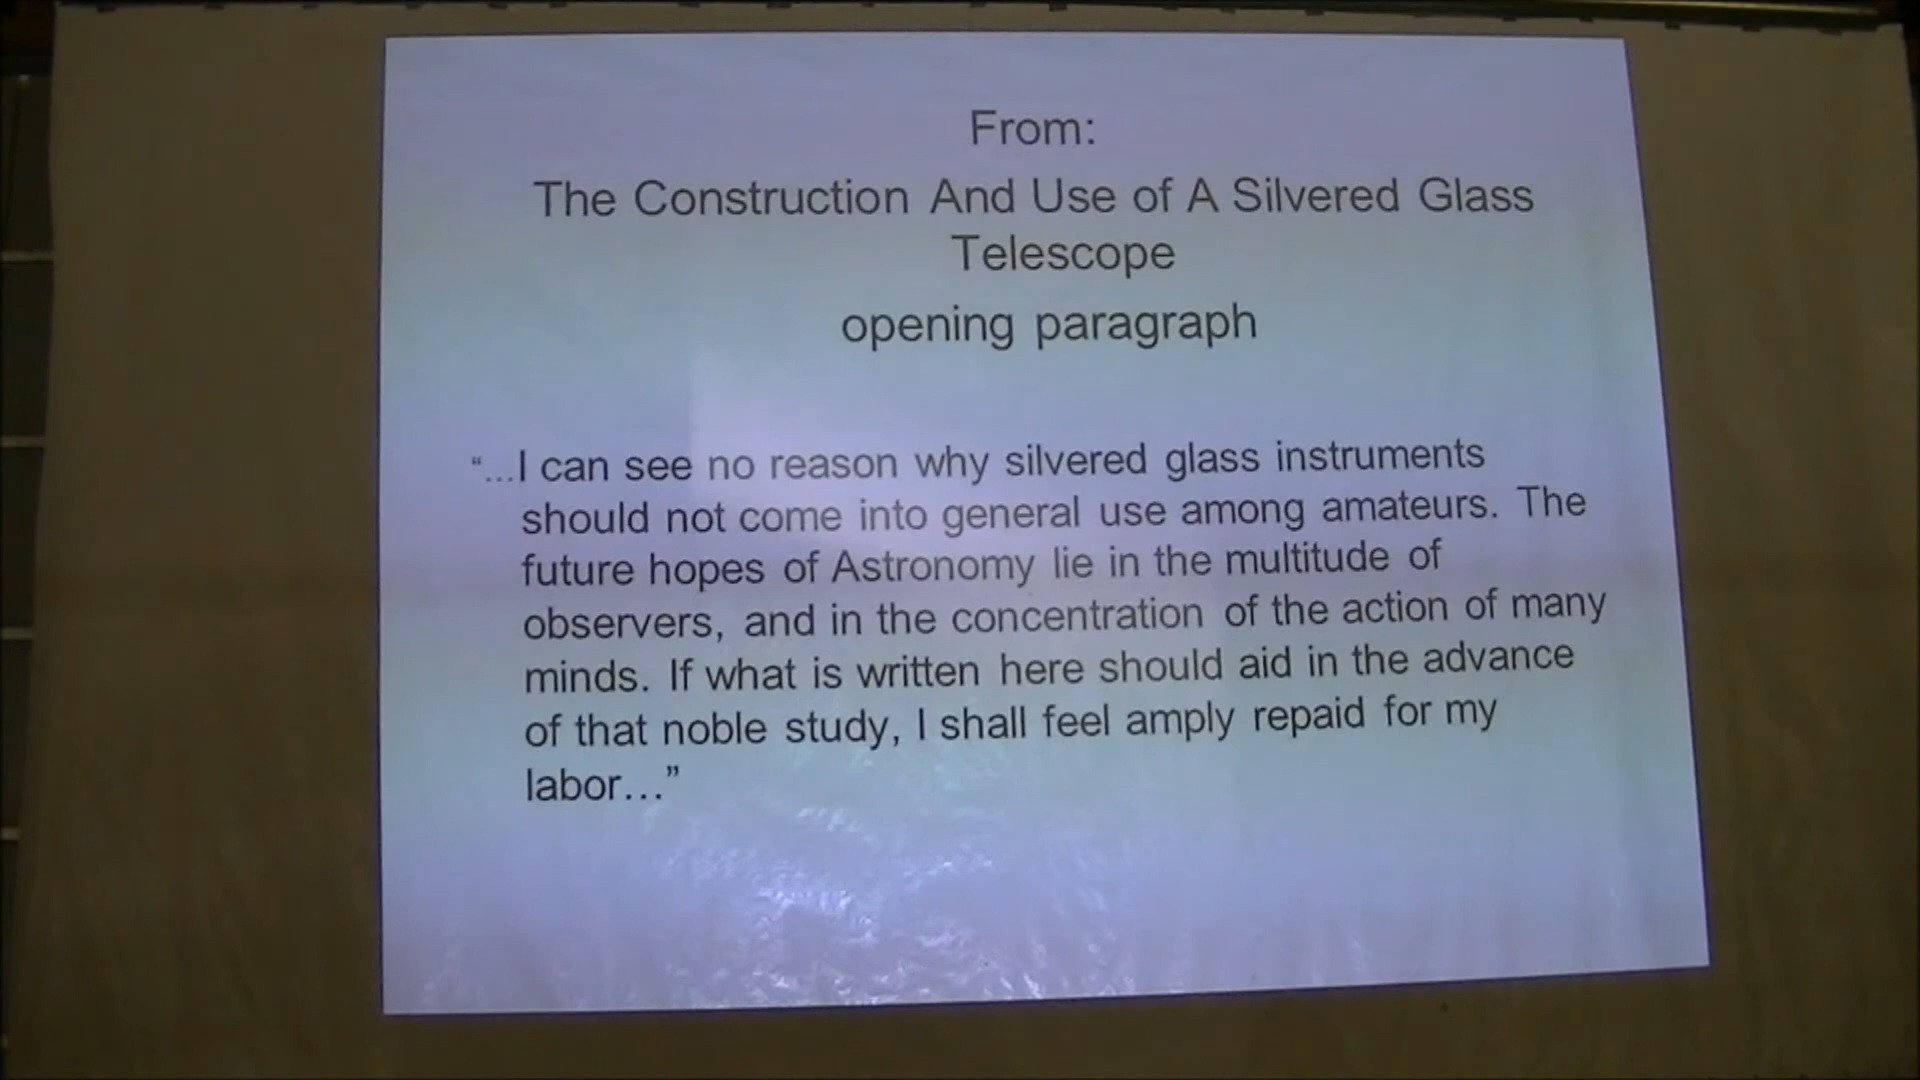 From:
The Construction And Use of A Silvered Glass
Telescope
opening paragraph
“...I can see no reason why silvered glass instruments
should not come into general use among amateurs. The
future hopes of Astronomy lie in the multitude of
observers, and in the concentration of the action of many
minds. If what is written here should aid in the advance
of that noble study, I shall feel amply repaid for my
labor...”